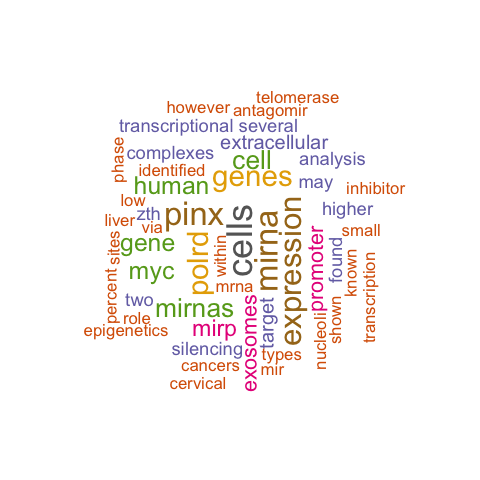 telomerase
however
antagomir
transcriptional several
extracellular
phase
complexes
cell
analysis
identified
genes
human
may
inhibitor
low
zth
pinx
cells
mirna
expression
higher
liver
via
small
promoter
sites
gene
polrd
within
found
known
percent
myc
mrna
transcription
two
mirnas
exosomes
target
role
mirp
nucleoli
shown
epigenetics
silencing
types
cancers
mir
cervical